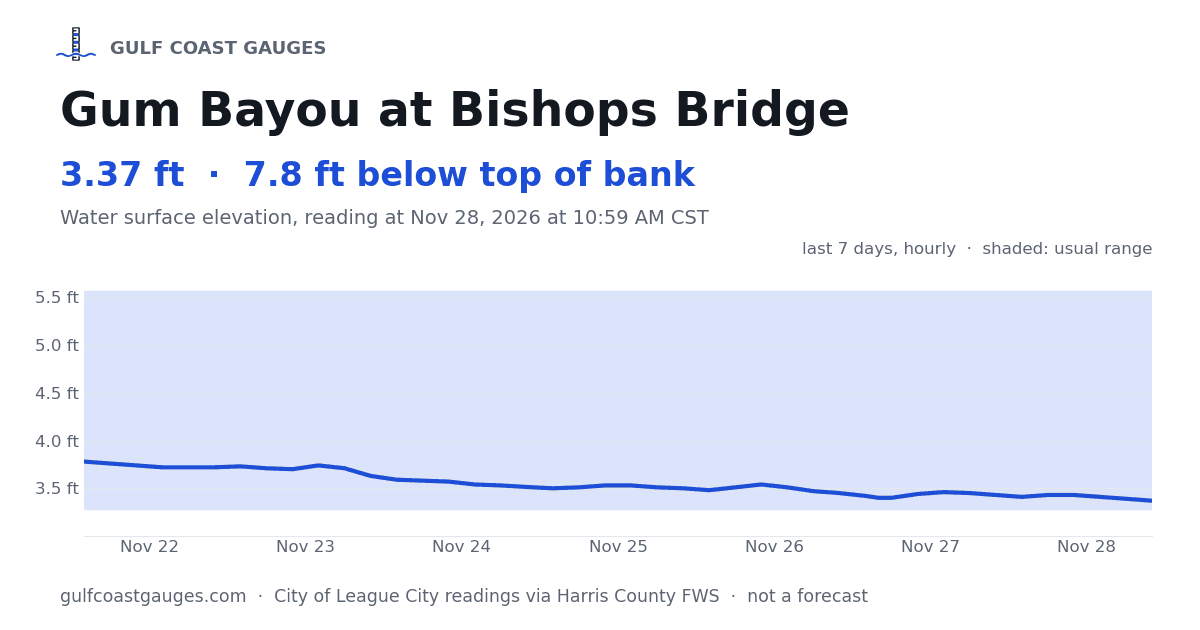 GULF COAST GAUGES
Gum Bayou at Bishops Bridge
3.37 ft · 7.8 ft below top of bank
Water surface elevation, reading at Nov 28, 2026 at 10:59 AM CST
last 7 days, hourly · shaded: usual range
5.5 ft
5.0 ft
4.5 ft
4.0 ft
3.5 ft
Nov 22 Nov 23 Nov 24 Nov 25 Nov 26 Nov 27 Nov 28
gulfcoastgauges.com · City of League City readings via Harris County FWS · not a forecast